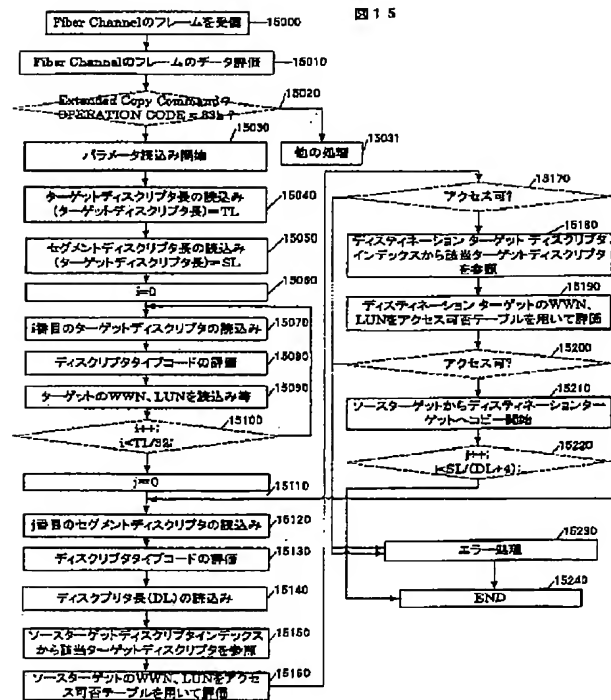 図15
Fiber Channelのフレームを受信
15000
Fiber Channelのフレームのデータ評価
15010
Extended Copy Commandの
OPERATION CODE = 83h ?
15020
15030
パラメータ読込み開始
他の処理
15031
ターゲットディスクリプタ長の読込み
(ターゲットディスクリプタ長)=TL
15040
セグメントディスクリプタ長の読込み
(ターゲットディスクリプタ長)=SL
15050
i=0
15060
i番目のターゲットディスクリプタの読込み
15070
ディスクリプタタイプコードの評価
15080
ターゲットのWWN、LUNを読込み等
15090
i++;
i<TL/32;
15100
j=0
15110
j番目のセグメントディスクリプタの読込み
15120
ディスクリプタタイプコードの評価
15130
ディスクプリタ長(DL)の読込み
15140
ソースターゲットディスクリプタインデックス
から該当ターゲットディスクリプタを参照
15150
ソースターゲットのWWN、LUNをアクセ
ス可否テーブルを用いて評価
15160
アクセス可?
15170
ディスティネーション ターゲット ディスクリプタ
インデックスから該当ターゲットディスクリプタ
を参照
15180
ディスティネーション ターゲットのWWN、
LUNをアクセス可否テーブルを用いて評価
15190
アクセス可?
15200
ソースターゲットからディスティネーションター
ゲットへコピー開始
15210
j++;
j<SL/(DL+4);
15220
エラー処理
15230
END
15240